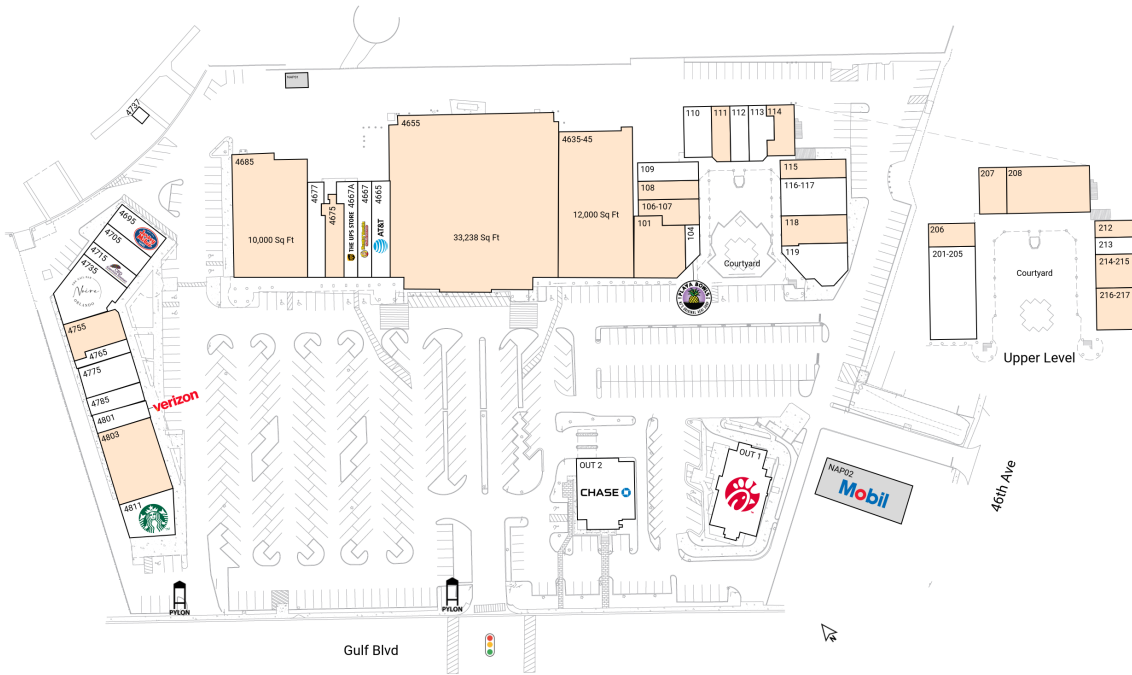 4737
4655
4635-45
110
111
112
113
114
4685
4677
4675
4667A
4667
4665
THE UPS STORE
AT&T
10,000 Sq Ft
33,238 Sq Ft
12,000 Sq Ft
109
108
106-107
101
104
115
116-117
118
119
Courtyard
PLAYA BOWLS
207
208
206
201-205
212
213
214-215
216-217
Courtyard
Upper Level
4695
4705
4715
4735
4755
4765
4775
4785
4801
4803
4811
verizon
OUT 2
CHASE
OUT 1
NAP02
Mobil
46th Ave
PYLON
PYLON
Gulf Blvd